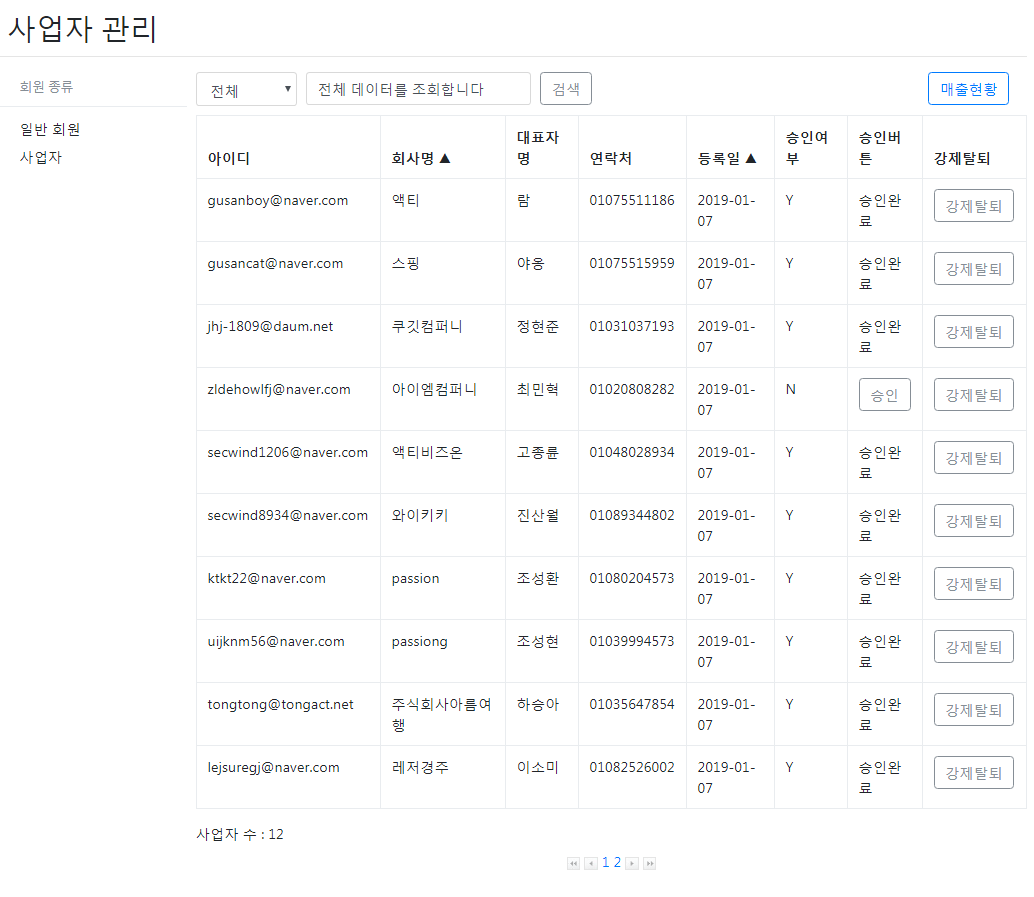 사업자 관리
회원 종류
일반 회원
사업자
전체 ▾ 전체 데이터를 조회합니다 검색 매출현황
아이디 회사명 ▲ 대표자명 연락처 등록일 ▲ 승인여부 승인버튼 강제탈퇴
gusanboy@naver.com 액티 람 01075511186 2019-01-07 Y 승인완료 강제탈퇴
gusancat@naver.com 스핑 야옹 01075515959 2019-01-07 Y 승인완료 강제탈퇴
jhj-1809@daum.net 쿠깃컴퍼니 정현준 01031037193 2019-01-07 Y 승인완료 강제탈퇴
zldehowlfj@naver.com 아이엠컴퍼니 최민혁 01020808282 2019-01-07 N 승인 강제탈퇴
secwind1206@naver.com 액티비즈온 고종륜 01048028934 2019-01-07 Y 승인완료 강제탈퇴
secwind8934@naver.com 와이키키 진산월 01089344802 2019-01-07 Y 승인완료 강제탈퇴
ktkt22@naver.com passion 조성환 01080204573 2019-01-07 Y 승인완료 강제탈퇴
uijknm56@naver.com passiong 조성현 01039994573 2019-01-07 Y 승인완료 강제탈퇴
tongtong@tongact.net 주식회사아름여행 하승아 01035647854 2019-01-07 Y 승인완료 강제탈퇴
lejsuregj@naver.com 레저경주 이소미 01082526002 2019-01-07 Y 승인완료 강제탈퇴
사업자 수 : 12
1 2